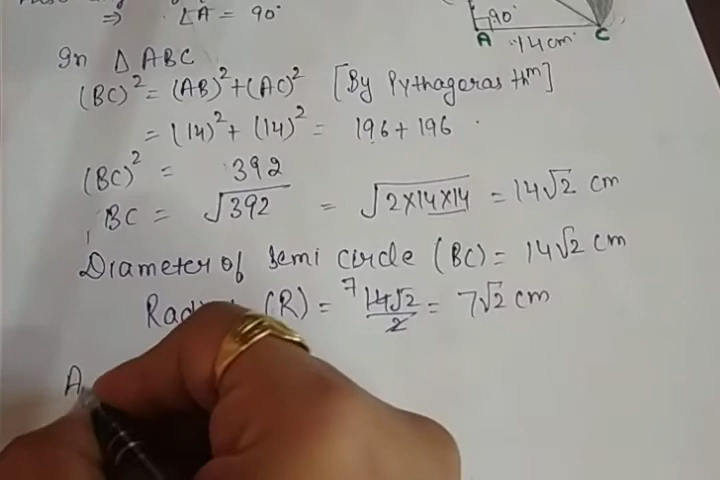 ⇒ ∠A = 90°
90°
A 14cm C
In Δ ABC
(BC)² = (AB)² + (AC)² [By Pythagoras thᵐ]
= (14)² + (14)² = 196 + 196
(BC)² = 392
BC = √392 = √2×14×14 = 14√2 cm
Diameter of semi circle (BC) = 14√2 cm
(R) = 7 14√2/2 = 7√2 cm
A